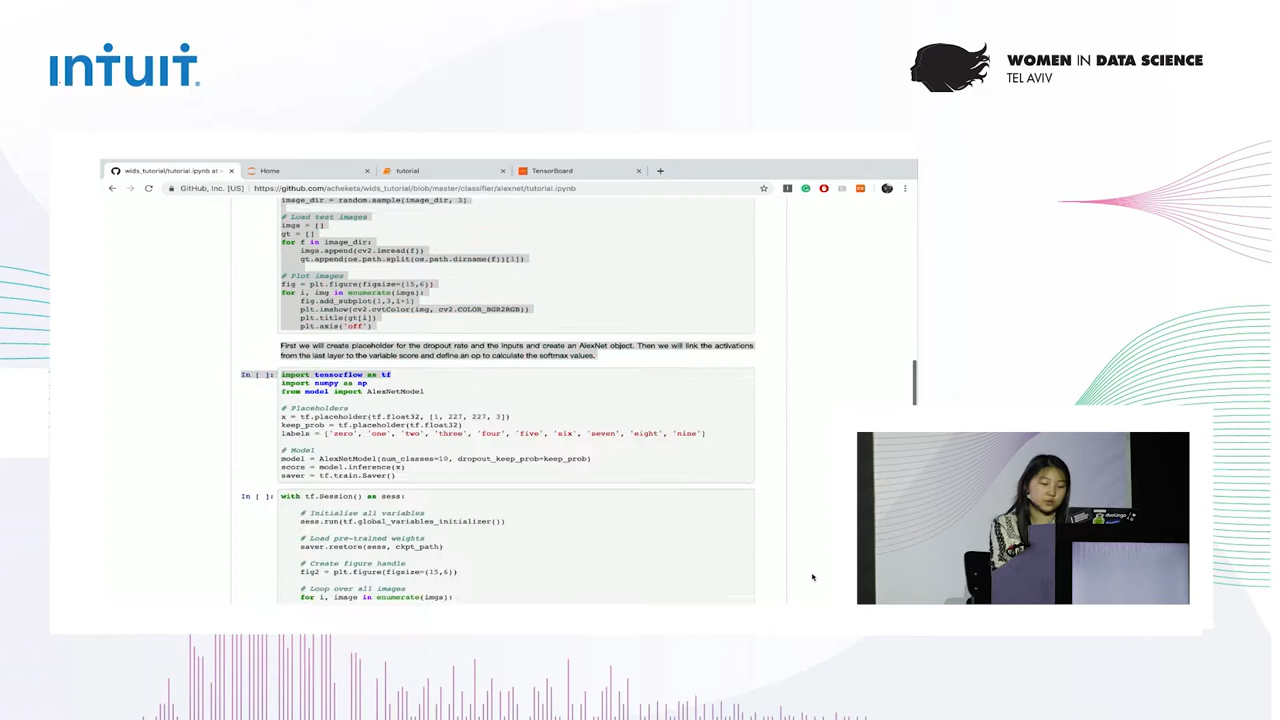 INTUIT
WOMEN IN DATA SCIENCE
TEL AVIV
wids_tutorial/tutorial.ipynb at
Home
tutorial
TensorBoard
GitHub, Inc. [US]
https://github.com/acheketa/wids_tutorial/blob/master/classifier/alexnet/tutorial.ipynb
image_dir = random.sample(image_dir, 3)
# Load test images
imgs = []
gt = []
for f in image_dir:
imgs.append(cv2.imread(f))
gt.append(os.path.split(os.path.dirname(f))[1])
# Plot images
fig = plt.figure(figsize=(15,6))
for i, img in enumerate(imgs):
fig.add_subplot(1,3,i+1)
plt.imshow(cv2.cvtColor(img, cv2.COLOR_BGR2RGB))
plt.title(gt[i])
plt.axis('off')
First we will create placeholder for the dropout rate and the inputs and create an AlexNet object. Then we will link the activations
from the last layer to the variable score and define an op to calculate the softmax values.
In [ ]: import tensorflow as tf
import numpy as np
from model import AlexNetModel
# Placeholders
x = tf.placeholder(tf.float32, [1, 227, 227, 3])
keep_prob = tf.placeholder(tf.float32)
labels = ['zero', 'one', 'two', 'three', 'four', 'five', 'six', 'seven', 'eight', 'nine']
# Model
model = AlexNetModel(num_classes=10, dropout_keep_prob=keep_prob)
score = model.inference(x)
saver = tf.train.Saver()
In [ ]: with tf.Session() as sess:
# Initialize all variables
sess.run(tf.global_variables_initializer())
# Load pre-trained weights
saver.restore(sess, ckpt_path)
# Create figure handle
fig2 = plt.figure(figsize=(15,6))
# Loop over all images
for i, image in enumerate(imgs):
duolingo